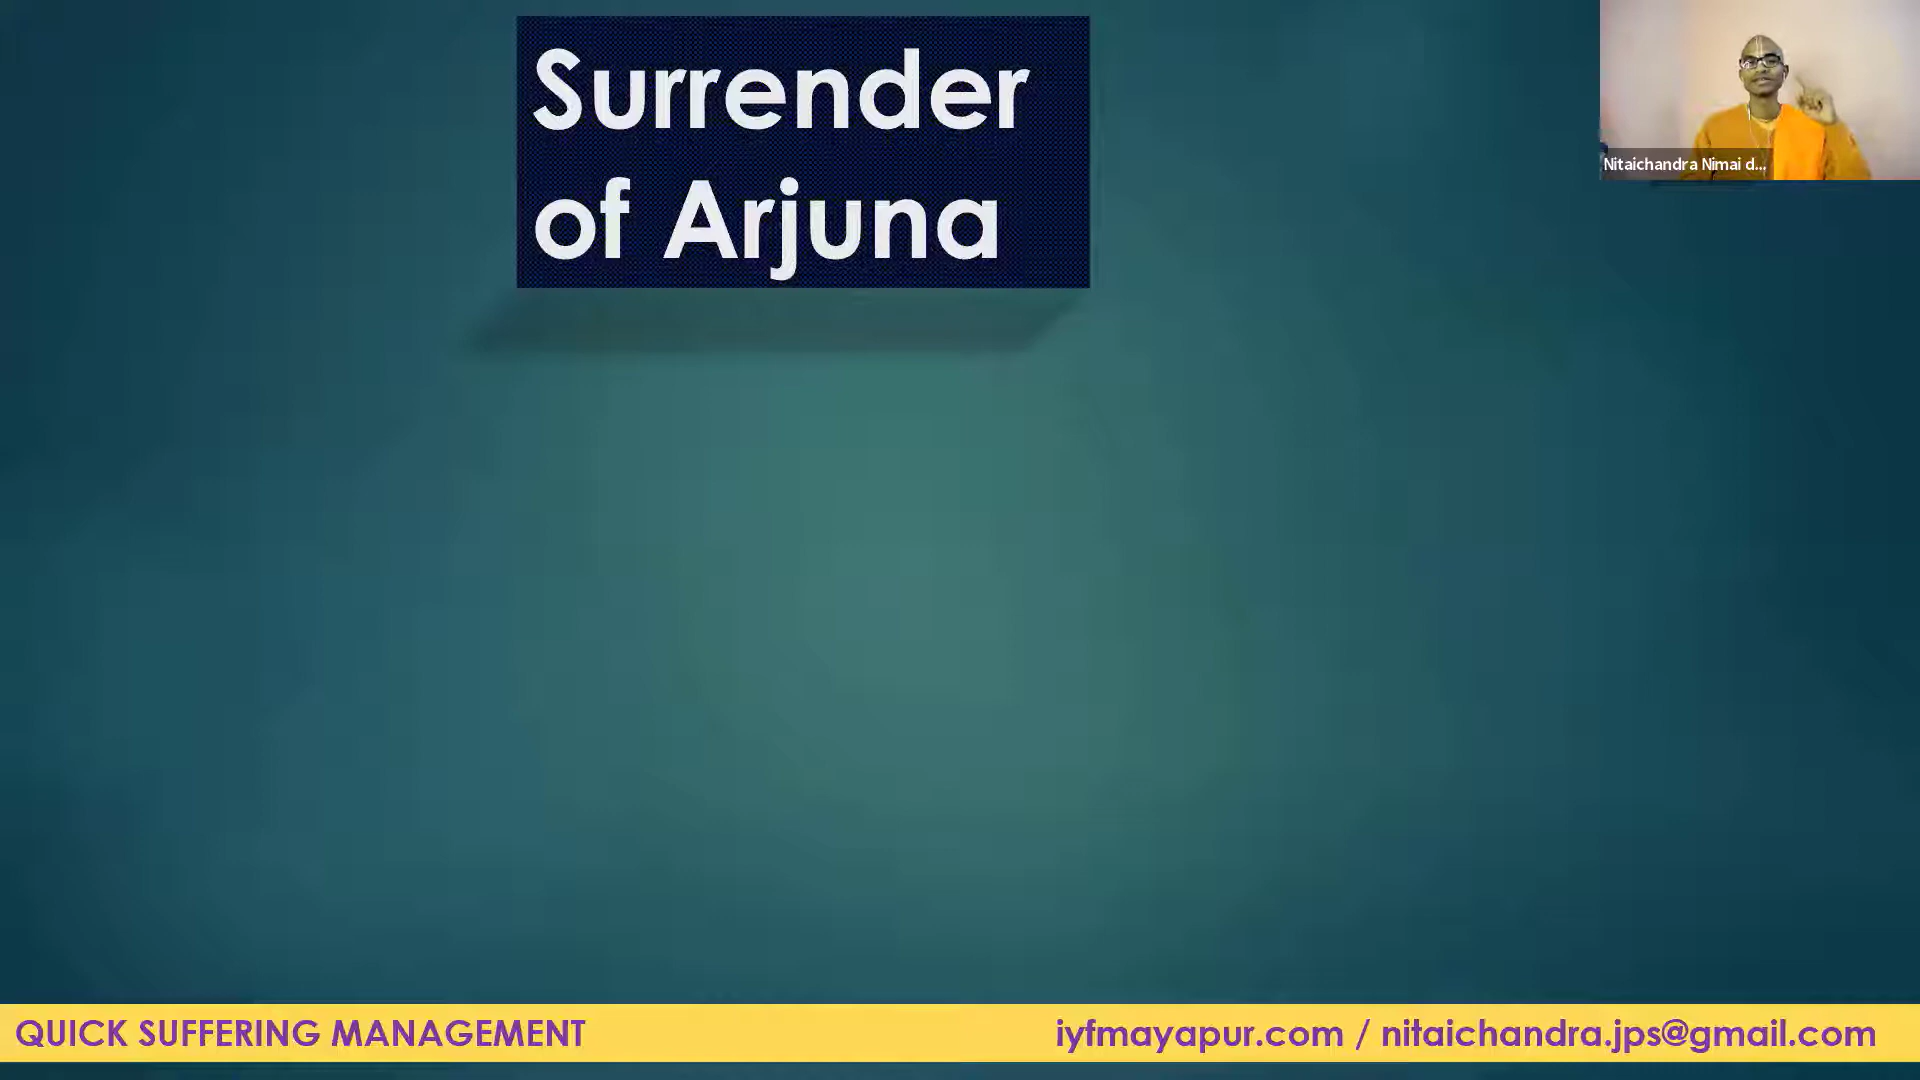 Surrender
of Arjuna
Nitaichandra Nimai d...
QUICK SUFFERING MANAGEMENT
iyfmayapur.com / nitaichandra.jps@gmail.com